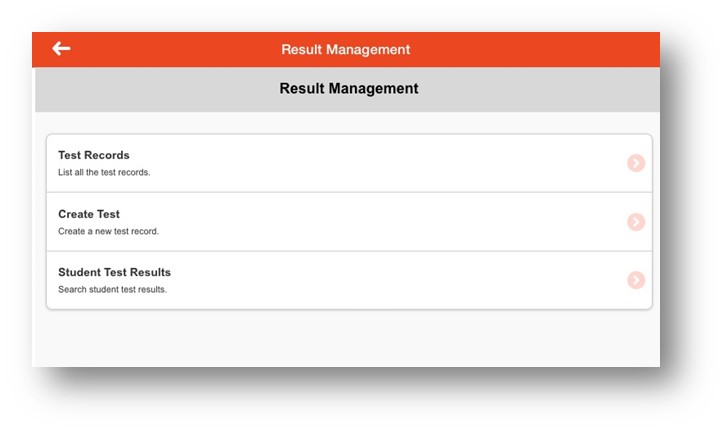 Result Management
Result Management
Test Records
List all the test records.
Create Test
Create a new test record.
Student Test Results
Search student test results.